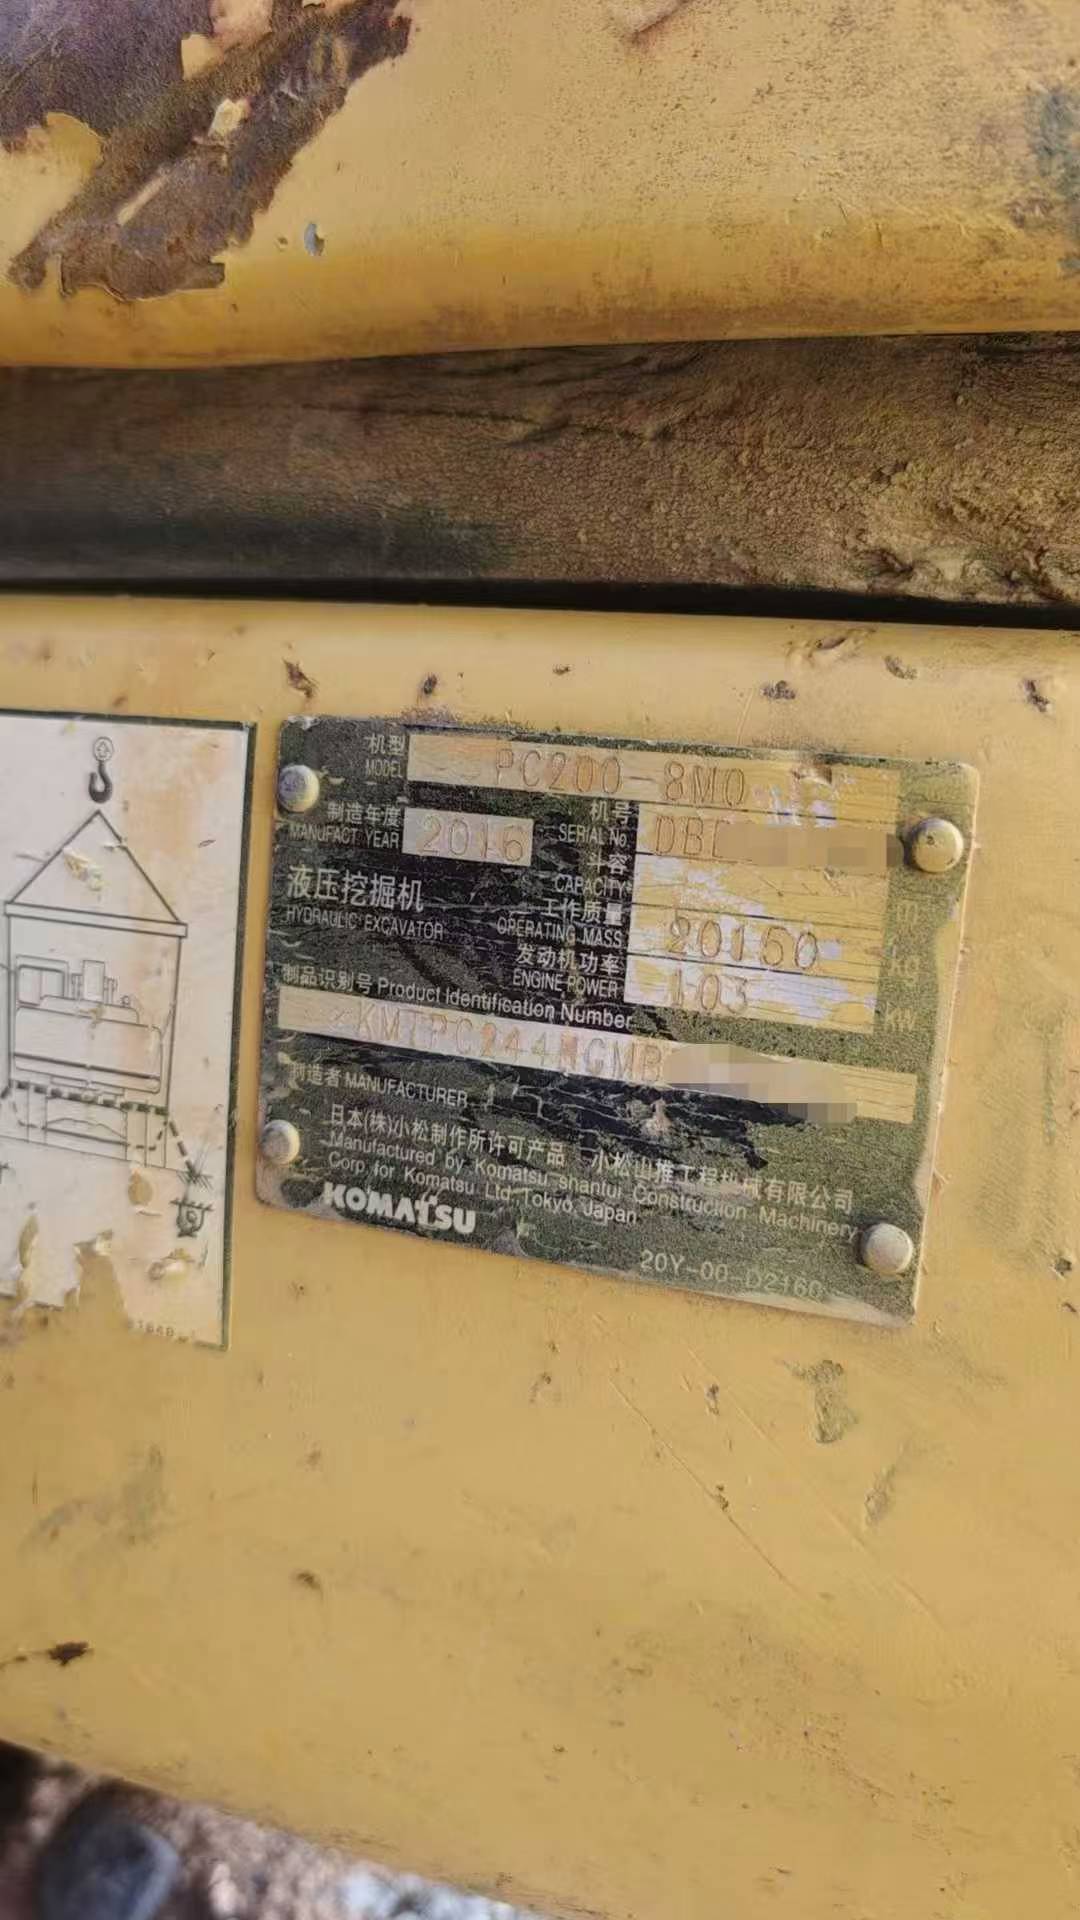 机型
MODEL
PC200-8M0
制造年度
MANUFACT YEAR
2016
机号
SERIAL No.
斗容
CAPACITY
m
液压挖掘机
HYDRAULIC EXCAVATOR
工作质量
OPERATING MASS
20150
kg
发动机功率
ENGINE POWER
103
kW
制品识别号 Product Identification Number
制造者 MANUFACTURER
日本(株)小松制作所许可产品 小松山推工程机械有限公司
Manufactured by Komatsu shantui Construction Machinery
Corp. for Komatsu Ltd.,Tokyo, Japan
KOMATSU
20Y-00-D2160